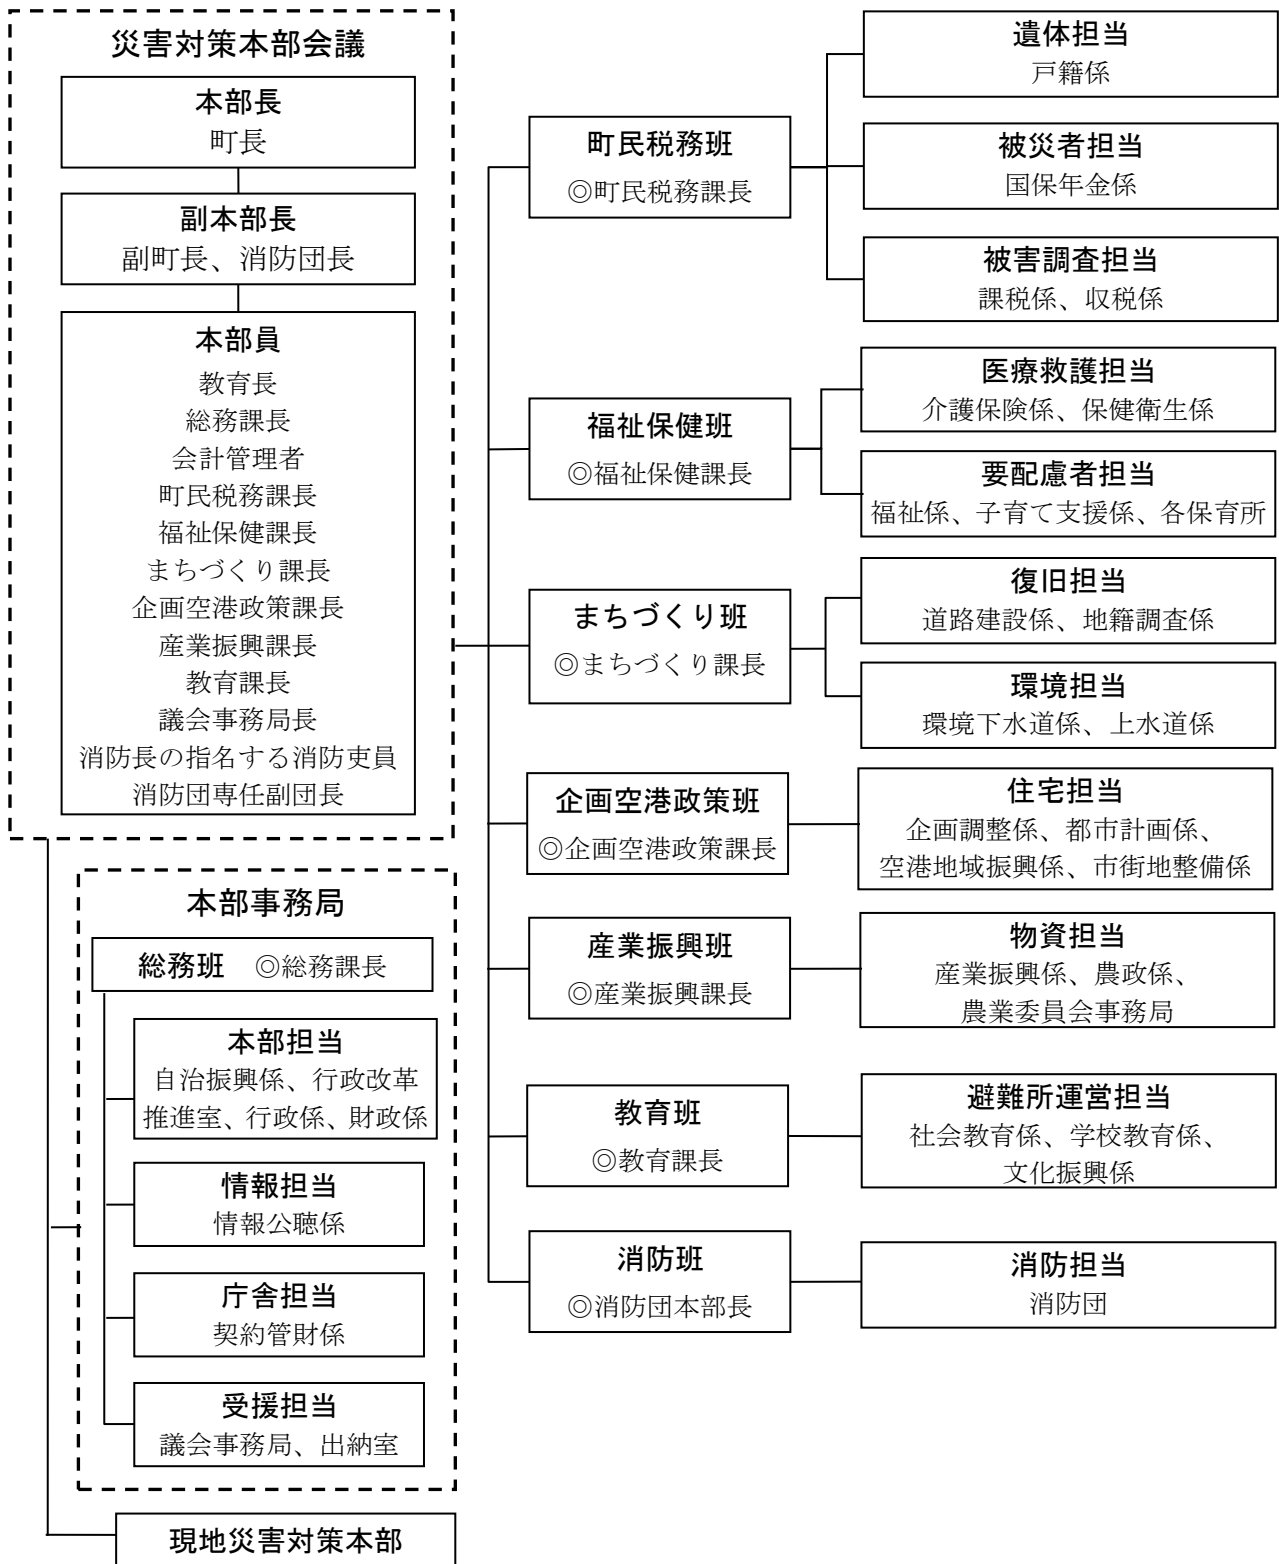 災害対策本部会議
本部長
町長
副本部長
副町長、消防団長
本部員
教育長
総務課長
会計管理者
町民税務課長
福祉保健課長
まちづくり課長
企画空港政策課長
産業振興課長
教育課長
議会事務局長
消防長の指名する消防吏員
消防団専任副団長
本部事務局
総務班 ◎総務課長
本部担当
自治振興係、行政改革
推進室、行政係、財政係
情報担当
情報公聴係
庁舎担当
契約管財係
受援担当
議会事務局、出納室
現地災害対策本部
町民税務班
◎町民税務課長
遺体担当
戸籍係
被災者担当
国保年金係
被害調査担当
課税係、収税係
福祉保健班
◎福祉保健課長
医療救護担当
介護保険係、保健衛生係
要配慮者担当
福祉係、子育て支援係、各保育所
まちづくり班
◎まちづくり課長
復旧担当
道路建設係、地籍調査係
環境担当
環境下水道係、上水道係
企画空港政策班
◎企画空港政策課長
住宅担当
企画調整係、都市計画係、
空港地域振興係、市街地整備係
産業振興班
◎産業振興課長
物資担当
産業振興係、農政係、
農業委員会事務局
教育班
◎教育課長
避難所運営担当
社会教育係、学校教育係、
文化振興係
消防班
◎消防団本部長
消防担当
消防団